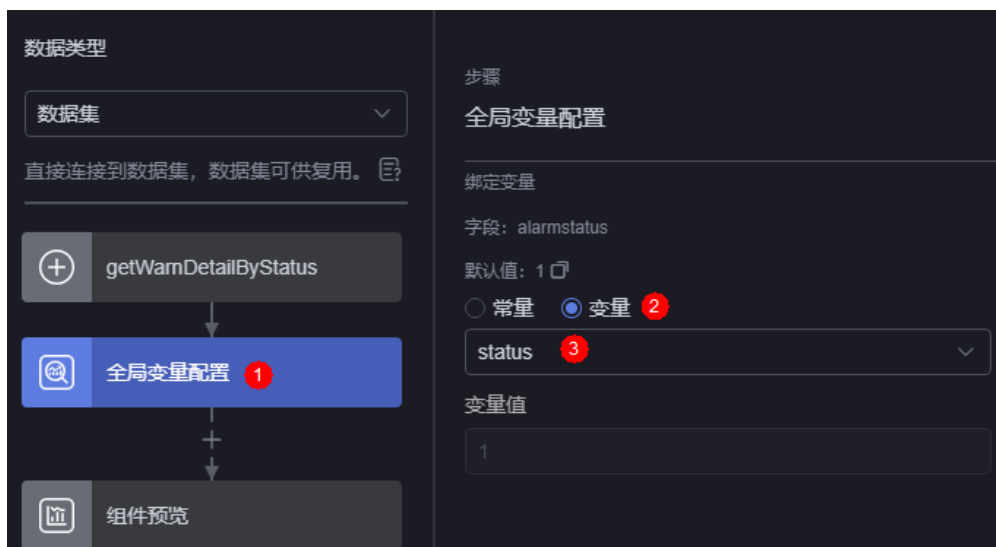 数据类型
数据集
直接连接到数据集，数据集可供复用。
getWarnDetailByStatus
全局变量配置 1
组件预览
步骤
全局变量配置
绑定变量
字段：alarmstatus
默认值：1
常量 变量 2
status 3
变量值
1